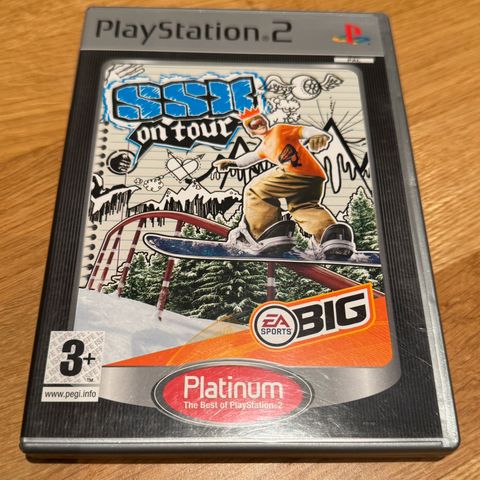 PlayStation®2
PAL
SSX
on tour
EA
SPORTS
BIG
3+
TM
www.pegi.info
Platinum
The Best of PlayStation®2